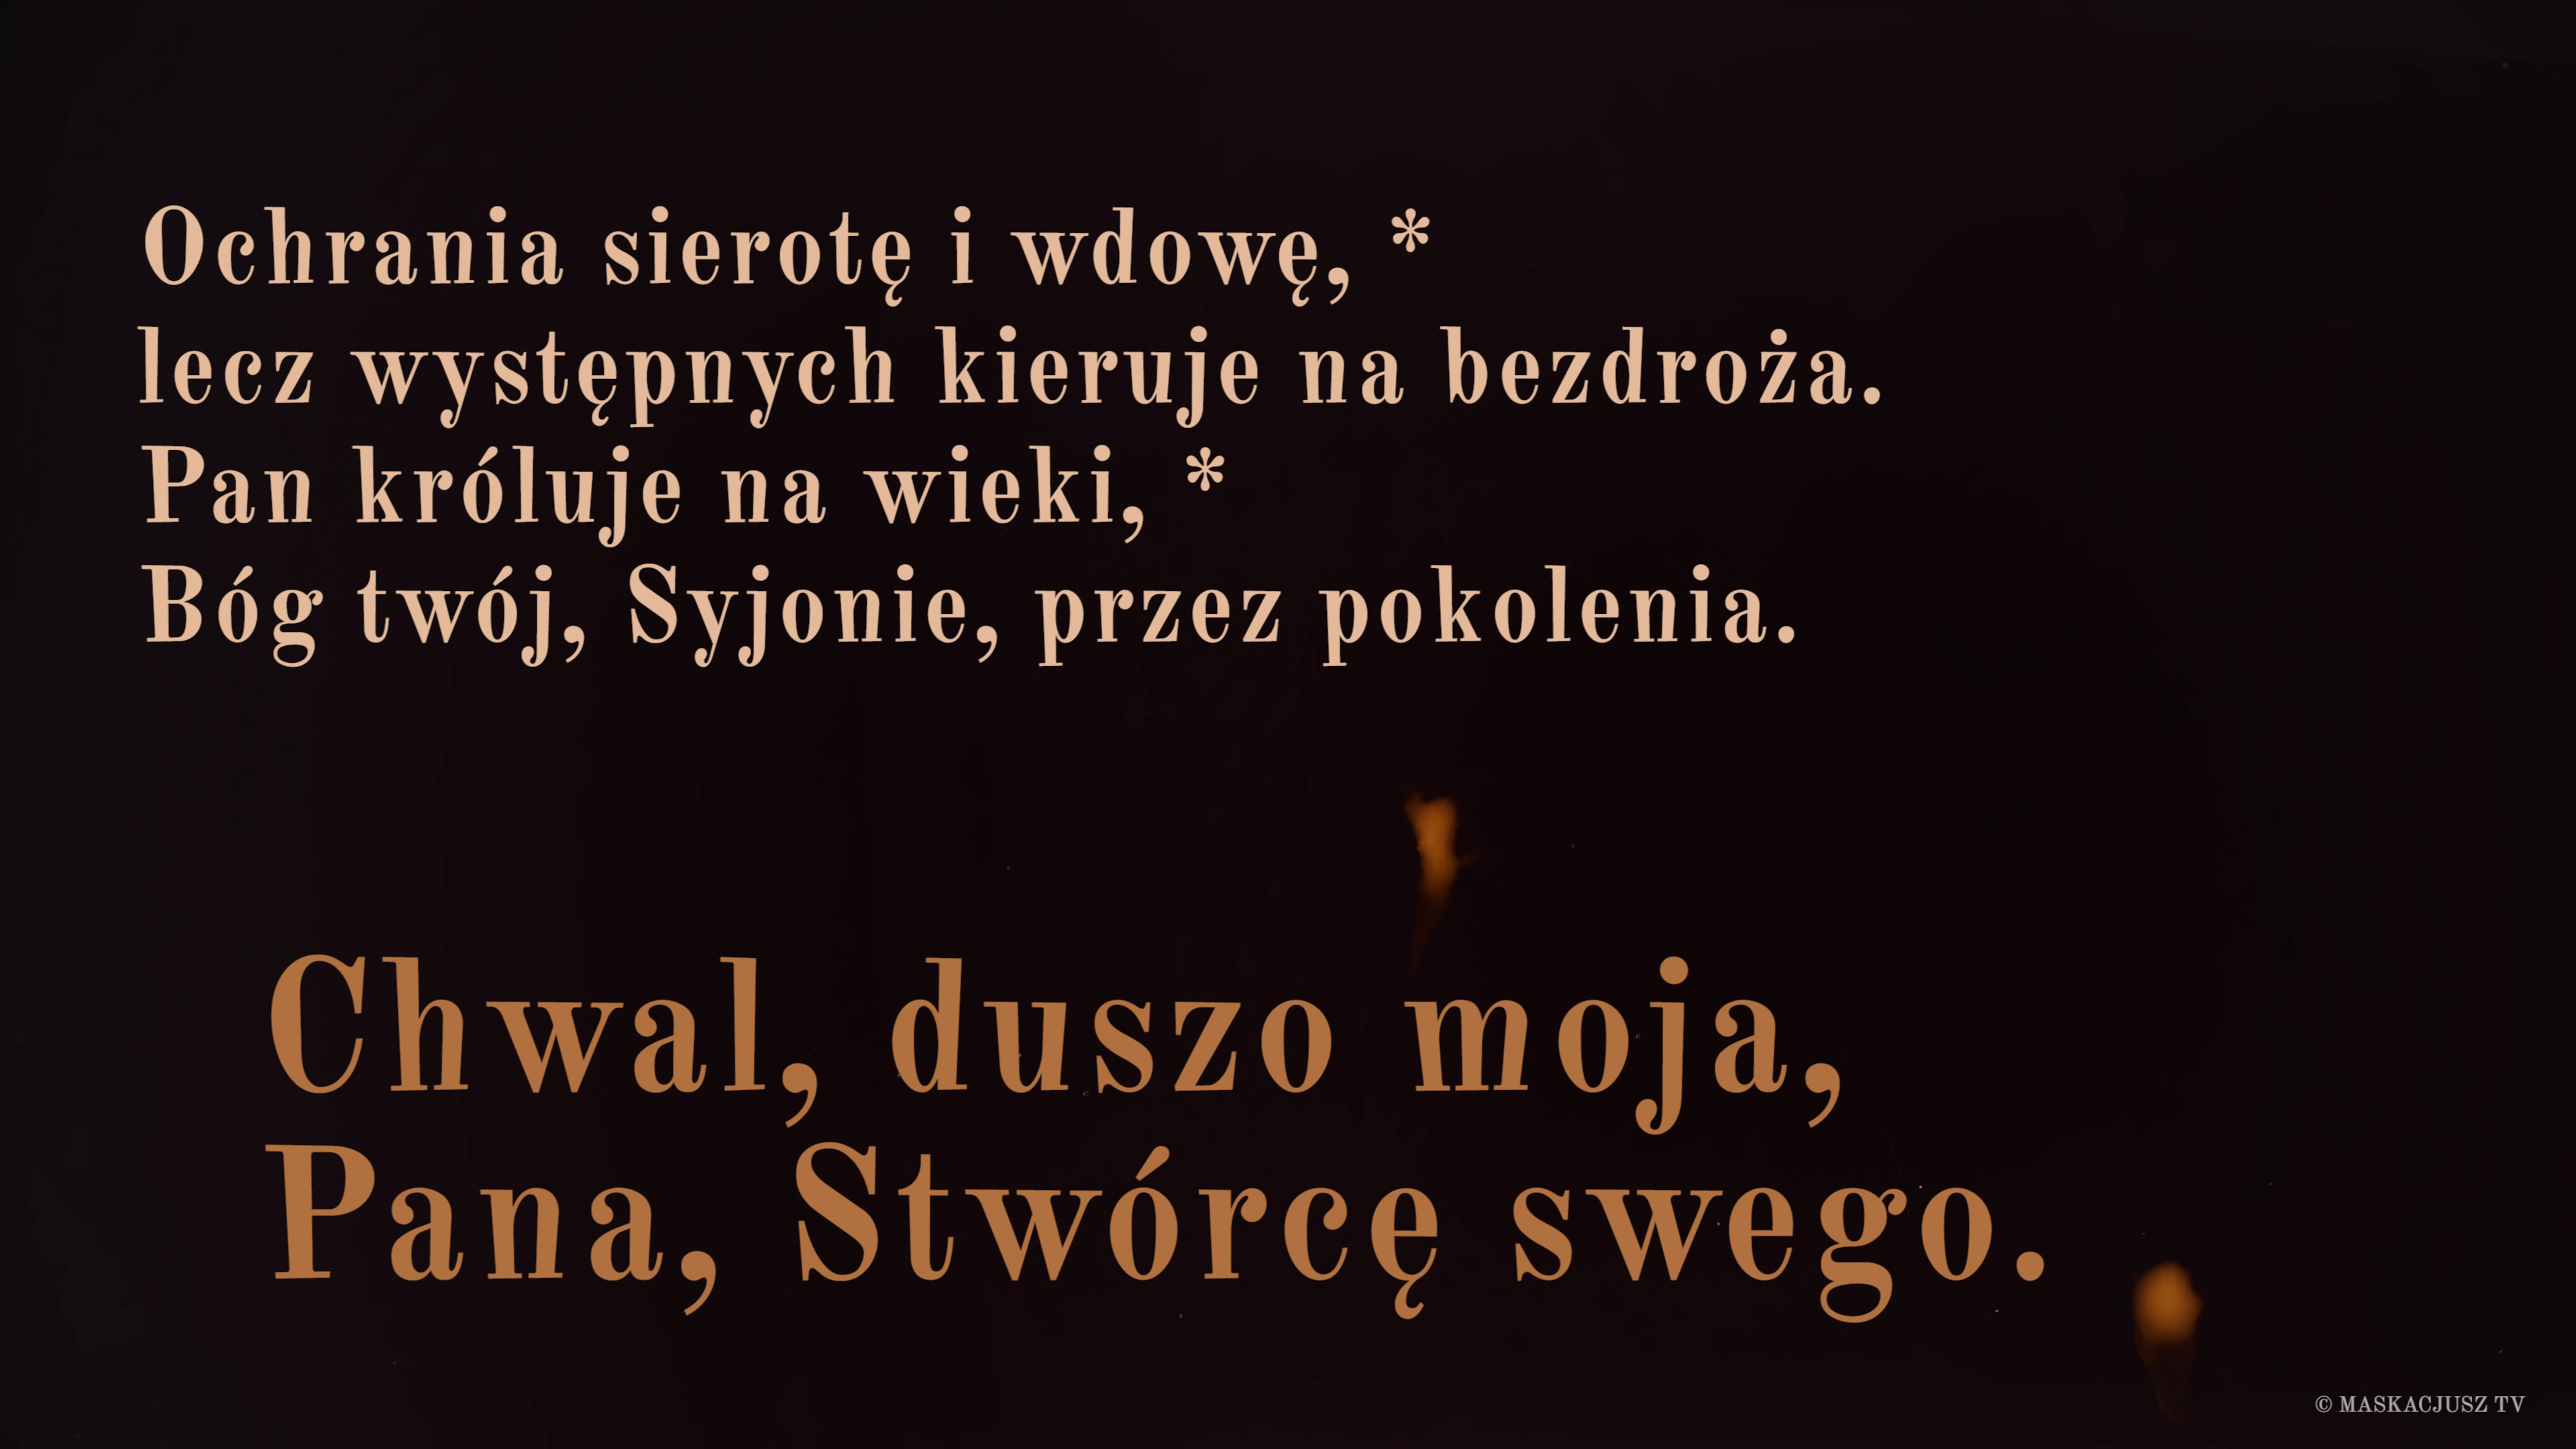 Ochrania sierotę i wdowę, *
lecz występnych kieruje na bezdroża.
Pan króluje na wieki, *
Bóg twój, Syjonie, przez pokolenia.
Chwal, duszo moja,
Pana, Stwórcę swego.
© MASKACJUSZ TV